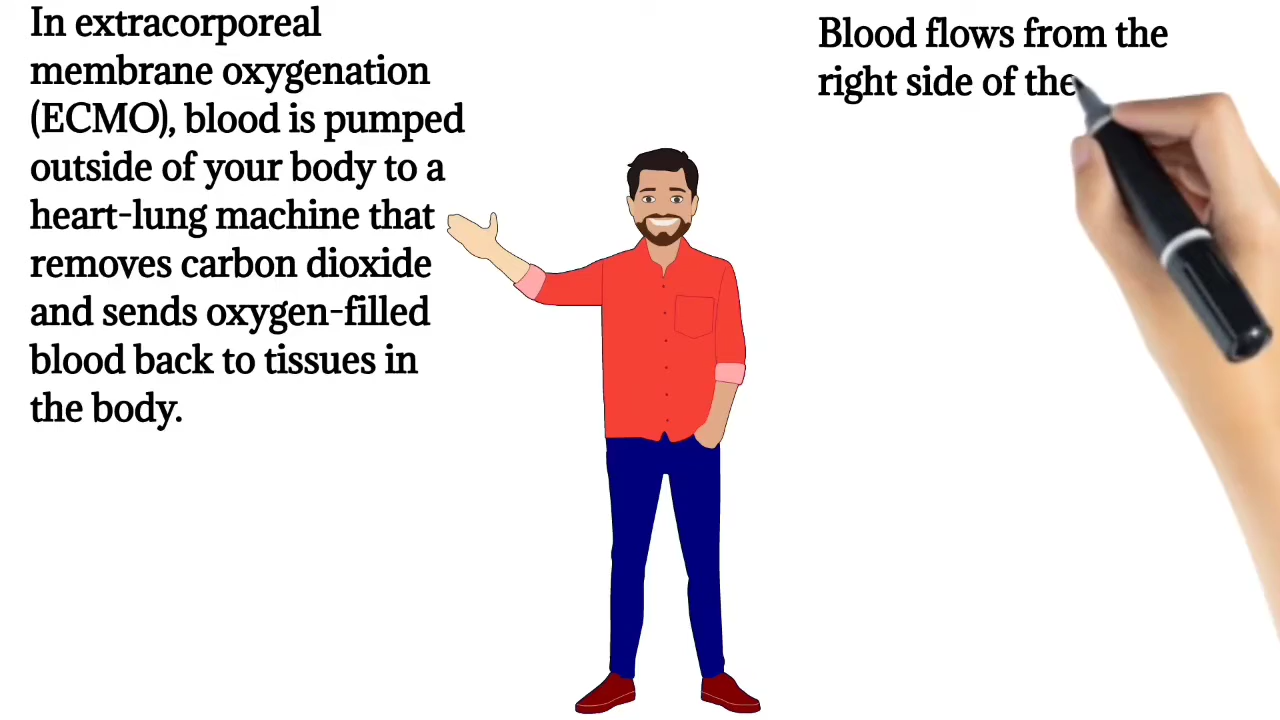 In extracorporeal
membrane oxygenation
(ECMO), blood is pumped
outside of your body to a
heart-lung machine that
removes carbon dioxide
and sends oxygen-filled
blood back to tissues in
the body.
Blood flows from the
right side of the